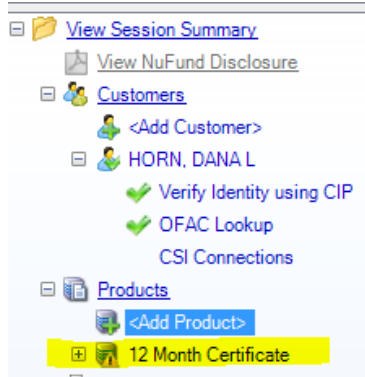 View Session Summary
View NuFund Disclosure
Customers
<Add Customer>
HORN, DANA L
Verify Identity using CIP
OFAC Lookup
CSI Connections
Products
<Add Product>
12 Month Certificate